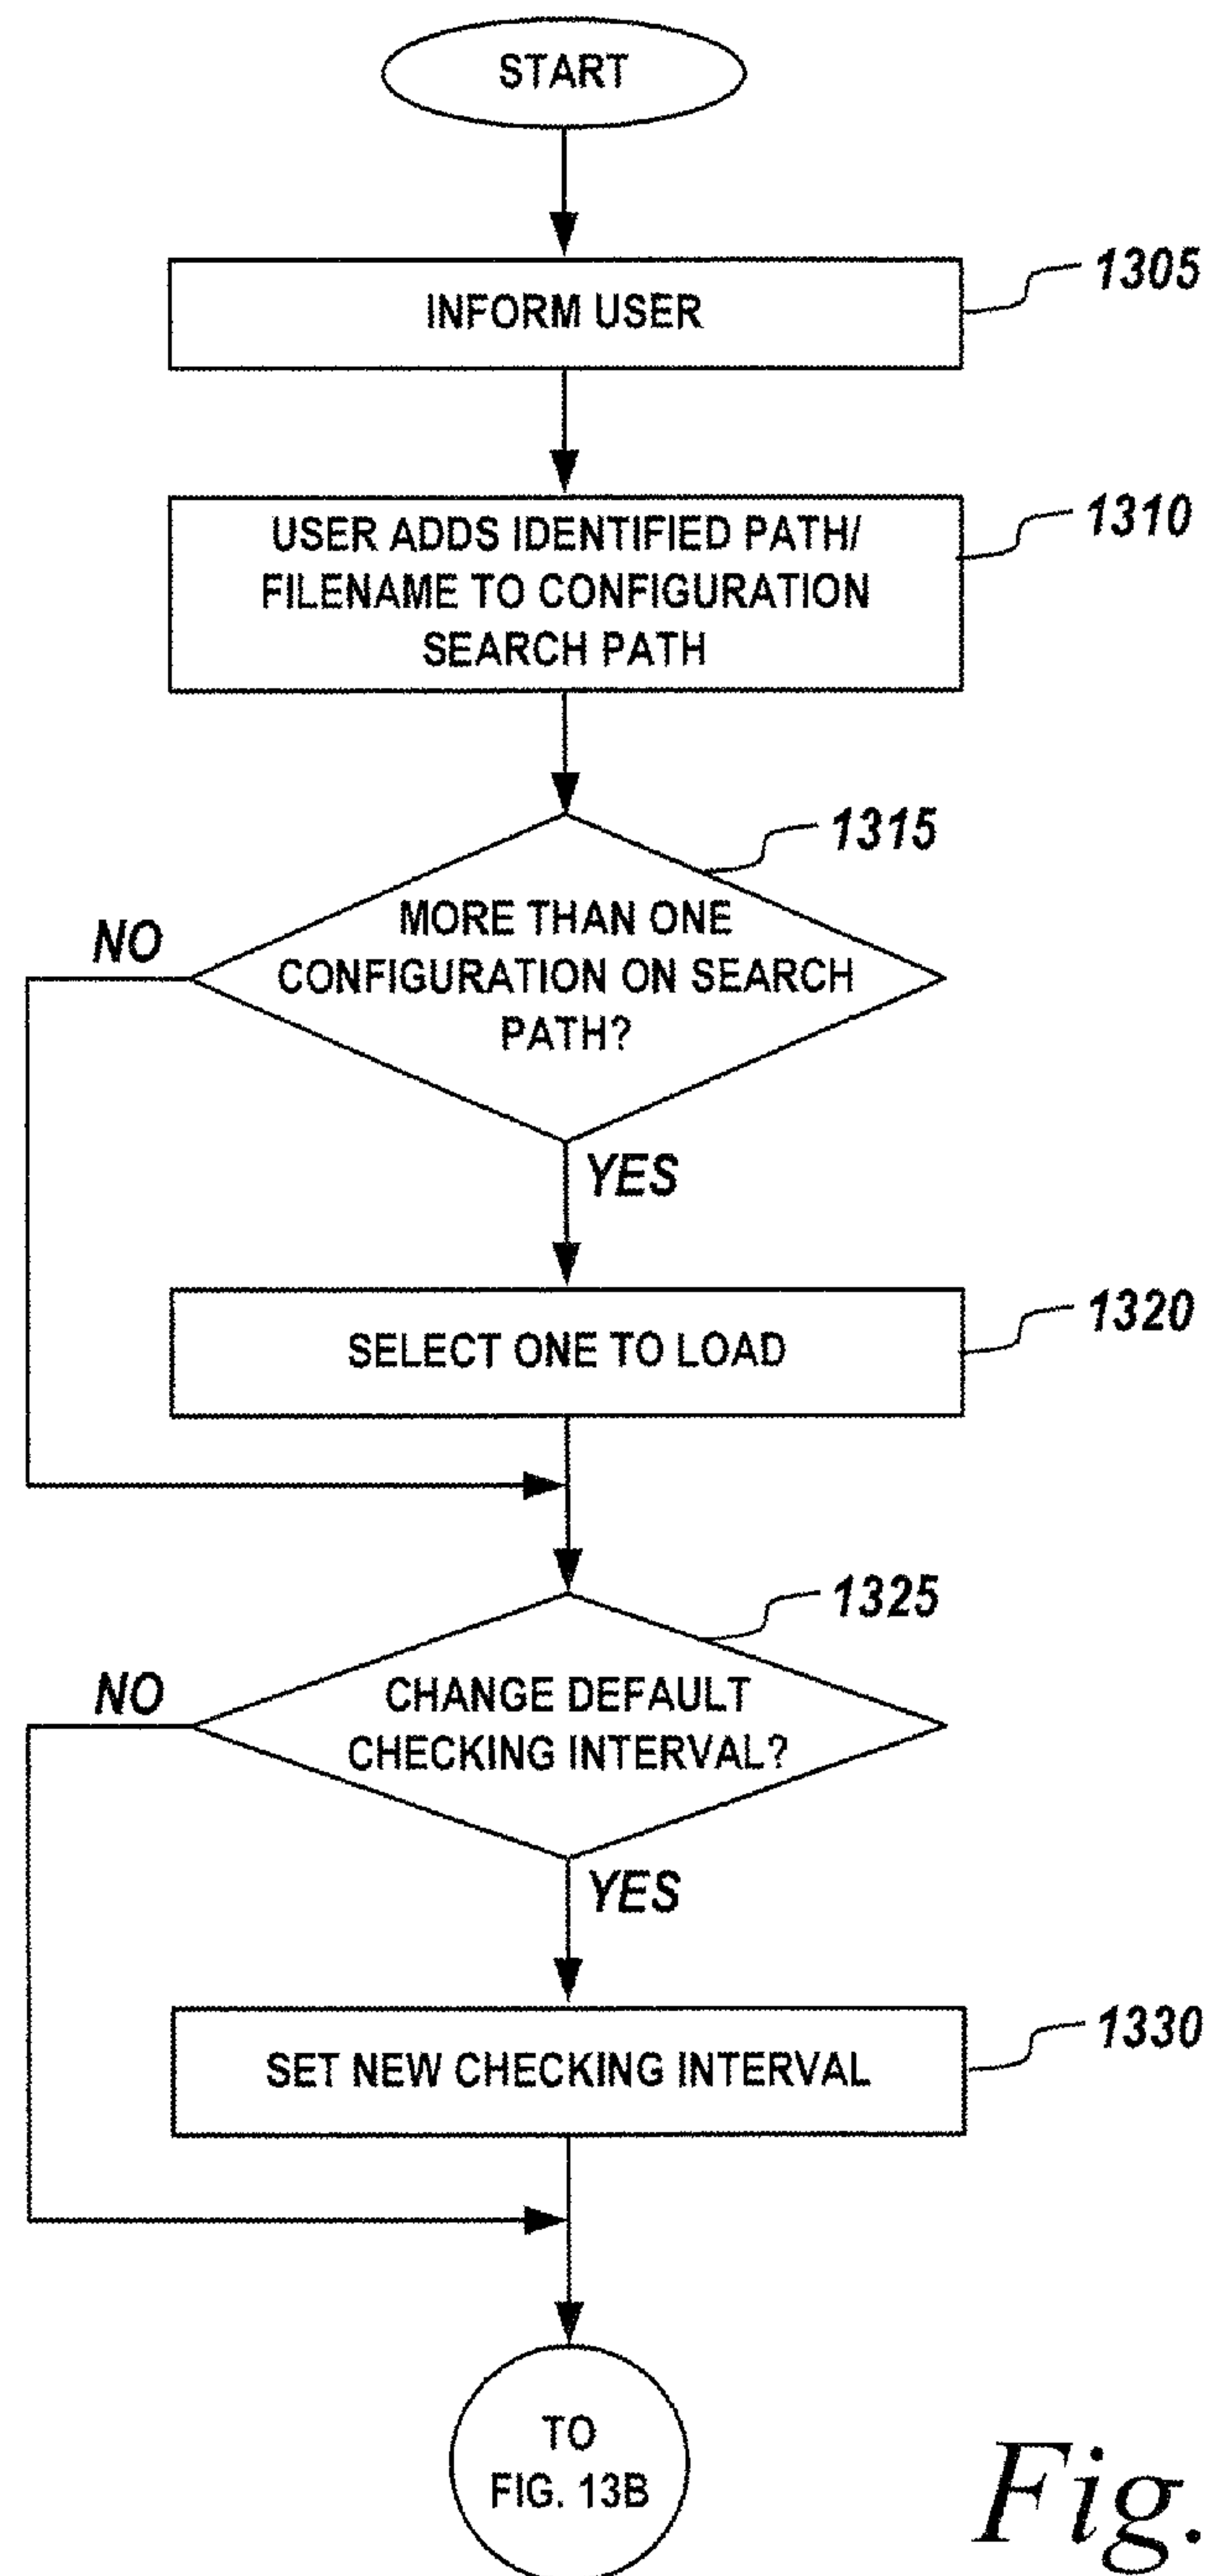 START
INFORM USER
1305
USER ADDS IDENTIFIED PATH/
FILENAME TO CONFIGURATION
SEARCH PATH
1310
MORE THAN ONE
CONFIGURATION ON SEARCH
PATH?
1315
NO
YES
SELECT ONE TO LOAD
1320
CHANGE DEFAULT
CHECKING INTERVAL?
1325
NO
YES
SET NEW CHECKING INTERVAL
1330
TO
FIG. 13B
Fig.